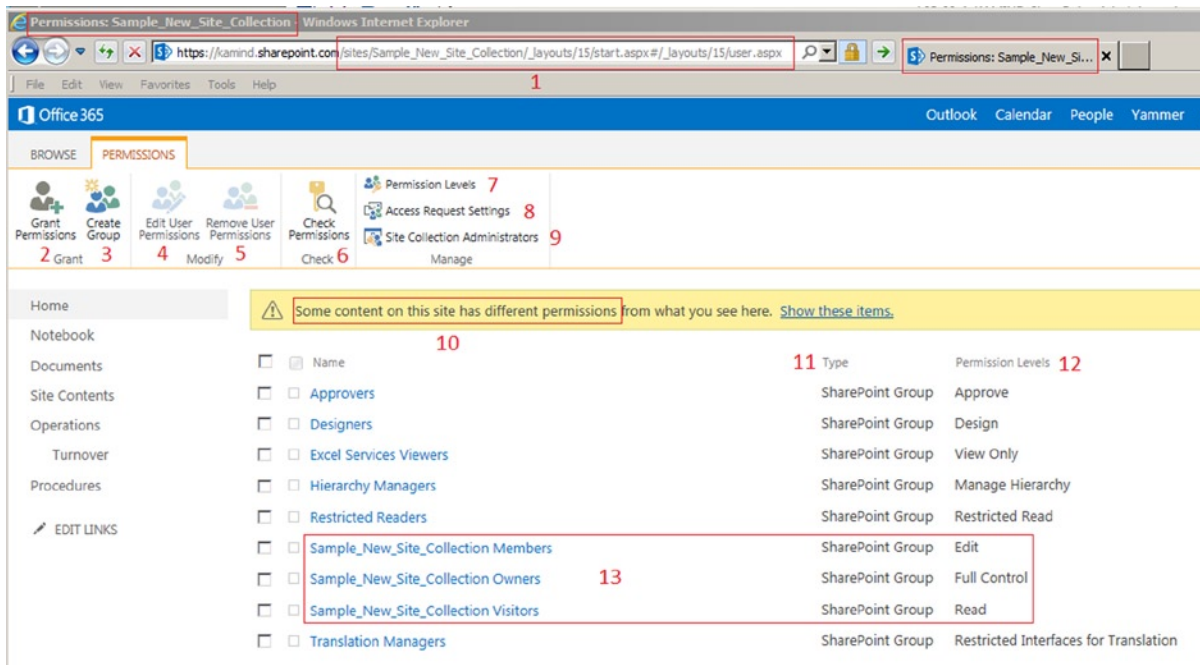 Permissions: Sample_New_Site_Collection - Windows Internet Explorer
https://kamind.sharepoint.com/sites/Sample_New_Site_Collection/_layouts/15/start.aspx#/_layouts/15/user.aspx
Permissions: Sample_New_Si... X
1
File Edit View Favorites Tools Help
Office 365 Outlook Calendar People Yammer
BROWSE PERMISSIONS
Grant Permissions
Create Group
Edit User Permissions
Remove User Permissions
Check Permissions
Permission Levels 7
Access Request Settings 8
Site Collection Administrators 9
2 Grant 3 4 Modify 5 Check 6 Manage
Home
Notebook
Documents
Site Contents
Operations
Turnover
Procedures
EDIT LINKS
Some content on this site has different permissions from what you see here. Show these items.
10
Name 11 Type Permission Levels 12
Approvers SharePoint Group Approve
Designers SharePoint Group Design
Excel Services Viewers SharePoint Group View Only
Hierarchy Managers SharePoint Group Manage Hierarchy
Restricted Readers SharePoint Group Restricted Read
Sample_New_Site_Collection Members SharePoint Group Edit
Sample_New_Site_Collection Owners 13 SharePoint Group Full Control
Sample_New_Site_Collection Visitors SharePoint Group Read
Translation Managers SharePoint Group Restricted Interfaces for Translation